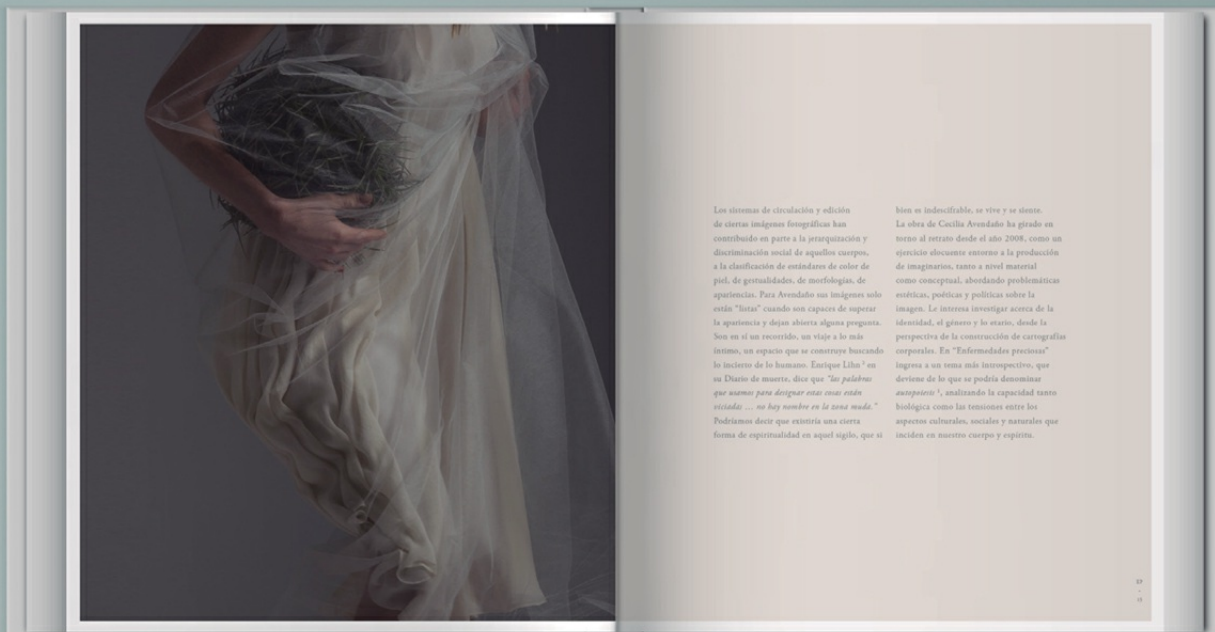 Los sistemas de circulación y edición
de ciertas imágenes fotográficas han
contribuido en parte a la jerarquización y
discriminación social de aquellos cuerpos,
a la clasificación de estándares de color de
piel, de gestualidades, de morfologías, de
apariencias. Para Avendaño sus imágenes solo
están “listas” cuando son capaces de superar
la apariencia y dejan abierta alguna pregunta.
Son en sí un recorrido, un viaje a lo más
íntimo, un espacio que se construye buscando
lo incierto de lo humano. Enrique Lihn en
su Diario de muerte, dice que “las palabras
que usamos para designar estas cosas están
viciadas … no hay nombre en la zona muda.”
Podríamos decir que existiría una cierta
forma de espiritualidad en aquel sigilo, que si
bien es indescifrable, se vive y se siente.
La obra de Cecilia Avendaño ha girado en
torno al retrato desde el año 2008, como un
ejercicio elocuente entorno a la producción
de imaginarios, tanto a nivel material
como conceptual, abordando problemáticas
estéticas, poéticas y políticas sobre la
imagen. Le interesa investigar acerca de la
identidad, el género y lo etario, desde la
perspectiva de la construcción de cartografías
corporales. En “Enfermedades preciosas”
ingresa a un tema más introspectivo, que
deviene de lo que se podría denominar
autopoiesis, analizando la capacidad tanto
biológica como las tensiones entre los
aspectos culturales, sociales y naturales que
inciden en nuestro cuerpo y espíritu.
EP